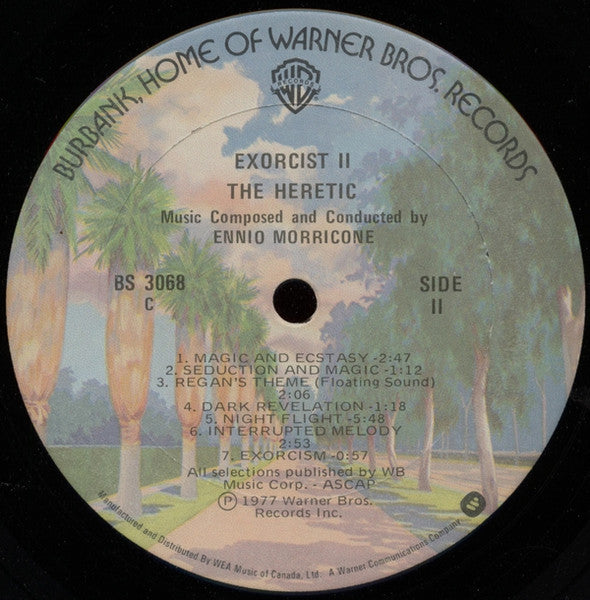 BURBANK, HOME OF WARNER BROS. RECORDS
RECORDS
EXORCIST II
THE HERETIC
Music Composed and Conducted by
ENNIO MORRICONE
BS 3068
C
SIDE
II
1. MAGIC AND ECSTASY -2:47
2. SEDUCTION AND MAGIC -1:12
3. REGAN'S THEME (Floating Sound)
2:06
4. DARK REVELATION -1:18
5. NIGHT FLIGHT -5:48
6. INTERRUPTED MELODY
2:53
7. EXORCISM -0:57
All selections published by WB
Music Corp. - ASCAP
Ⓟ 1977 Warner Bros.
Records Inc.
Manufactured and Distributed By WEA Music of Canada, Ltd. A Warner Communications Company